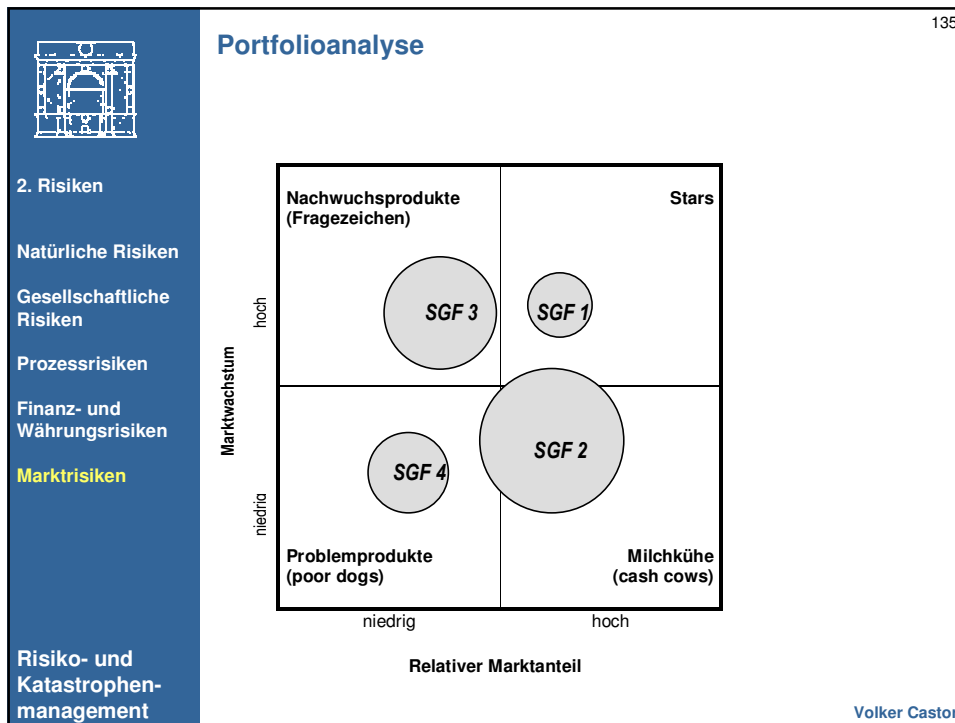 135
Portfolioanalyse
2. Risiken
Natürliche Risiken
Gesellschaftliche
Risiken
Prozessrisiken
Finanz- und
Währungsrisiken
Marktrisiken
Risiko- und
Katastrophen-
management
Nachwuchsprodukte
(Fragezeichen)
Stars
SGF 3
SGF 1
hoch
Marktwachstum
SGF 2
SGF 4
niedrig
Problemprodukte
(poor dogs)
Milchkühe
(cash cows)
niedrig
hoch
Relativer Marktanteil
Volker Castor